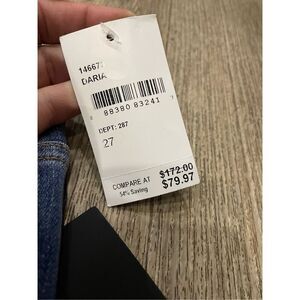 14667
DARIA
88380 83241
DEPT: 287
27
COMPARE AT $172.00
54% Saving $79.97